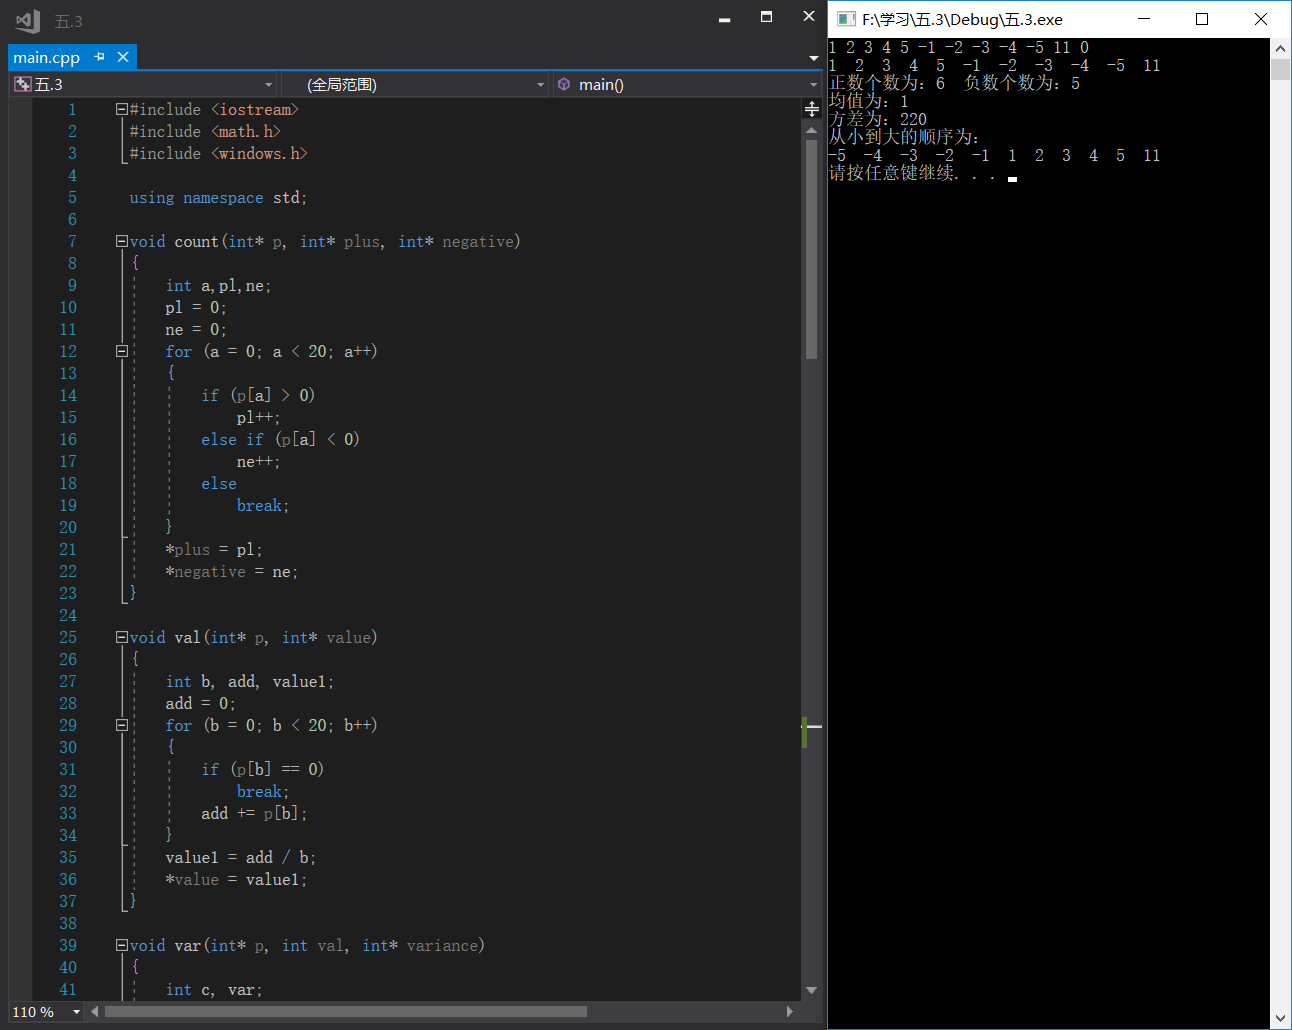 五.3
main.cpp
五.3 (全局范围) main()
1 #include <iostream>
2 #include <math.h>
3 #include <windows.h>
4
5 using namespace std;
6
7 void count(int* p, int* plus, int* negative)
8 {
9 int a,pl,ne;
10 pl = 0;
11 ne = 0;
12 for (a = 0; a < 20; a++)
13 {
14 if (p[a] > 0)
15 pl++;
16 else if (p[a] < 0)
17 ne++;
18 else
19 break;
20 }
21 *plus = pl;
22 *negative = ne;
23 }
24
25 void val(int* p, int* value)
26 {
27 int b, add, value1;
28 add = 0;
29 for (b = 0; b < 20; b++)
30 {
31 if (p[b] == 0)
32 break;
33 add += p[b];
34 }
35 value1 = add / b;
36 *value = value1;
37 }
38
39 void var(int* p, int val, int* variance)
40 {
41 int c, var;
110 %
F:\学习\五.3\Debug\五.3.exe
1 2 3 4 5 -1 -2 -3 -4 -5 11 0
1 2 3 4 5 -1 -2 -3 -4 -5 11
正数个数为：6 负数个数为：5
均值为：1
方差为：220
从小到大的顺序为：
-5 -4 -3 -2 -1 1 2 3 4 5 11
请按任意键继续. . .